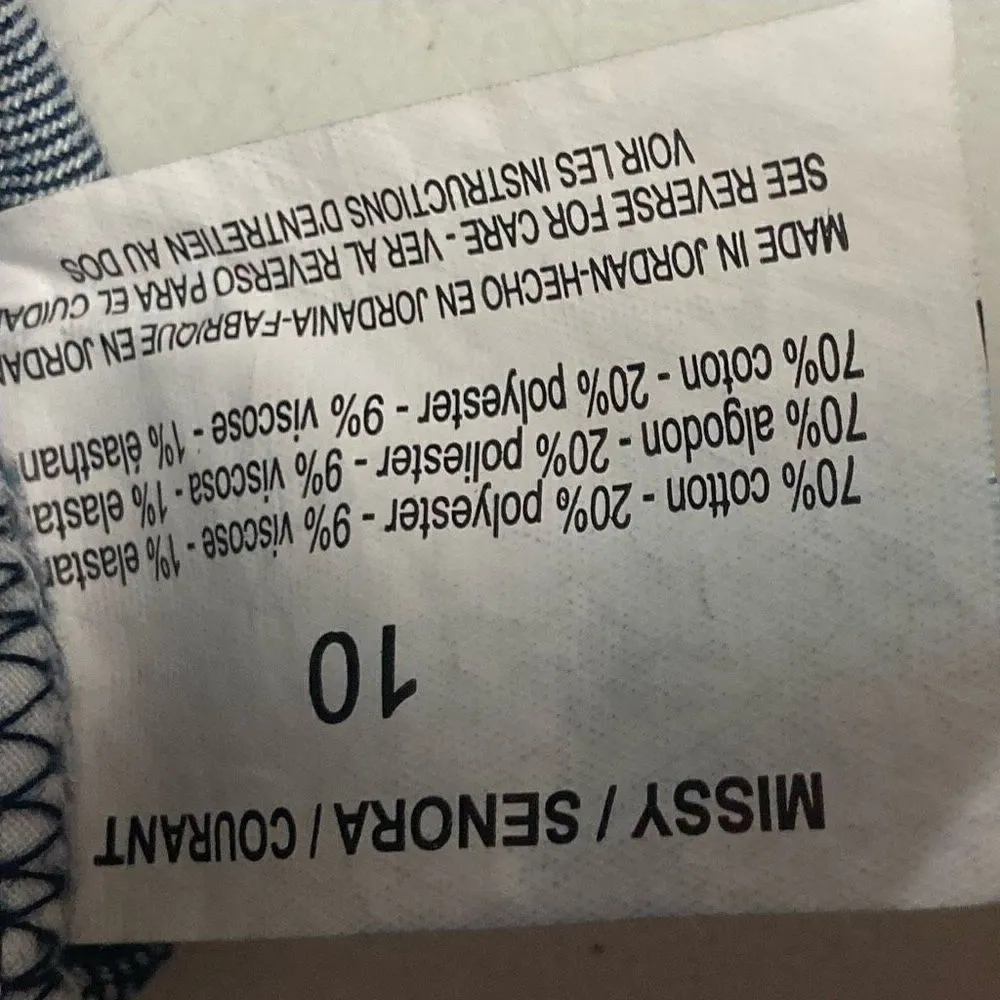 MISSY / SENORA / COURANT
10
70% cotton - 20% polyester - 9% viscose - 1% elasta
70% algodon - 20% poliester - 9% viscosa - 1% elasta
70% coton - 20% polyester - 9% viscose - 1% élasthan
MADE IN JORDAN-HECHO EN JORDANIA-FABRIQUE EN JORDA
SEE REVERSE FOR CARE - VER AL REVERSO PARA EL CUIDA
VOIR LES INSTRUCTIONS D'ENTRETIEN AU DOS